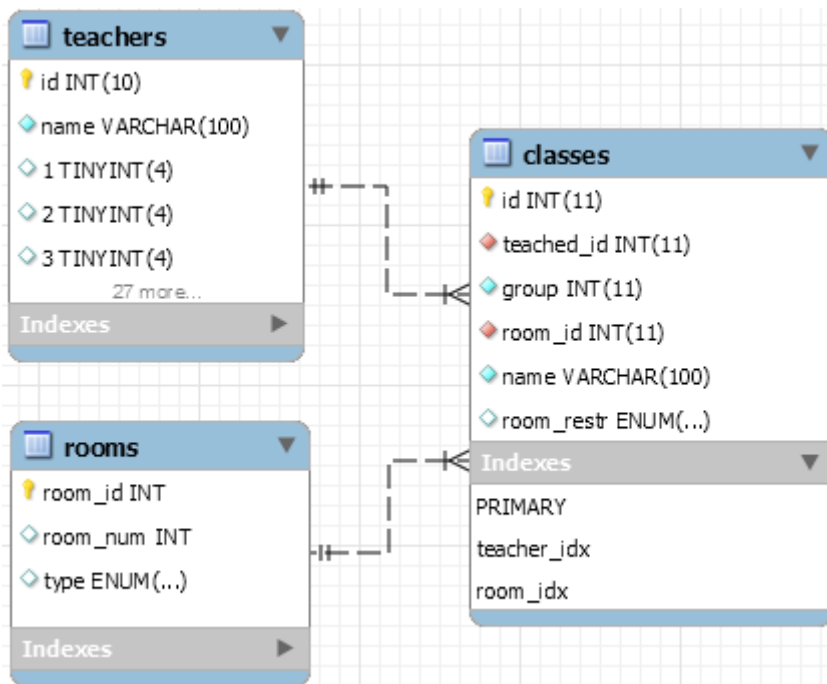 teachers
id INT(10)
name VARCHAR(100)
1 TINYINT(4)
2 TINYINT(4)
3 TINYINT(4)
27 more...
Indexes
rooms
room_id INT
room_num INT
type ENUM(...)
Indexes
classes
id INT(11)
teached_id INT(11)
group INT(11)
room_id INT(11)
name VARCHAR(100)
room_restr ENUM(...)
Indexes
PRIMARY
teacher_idx
room_idx